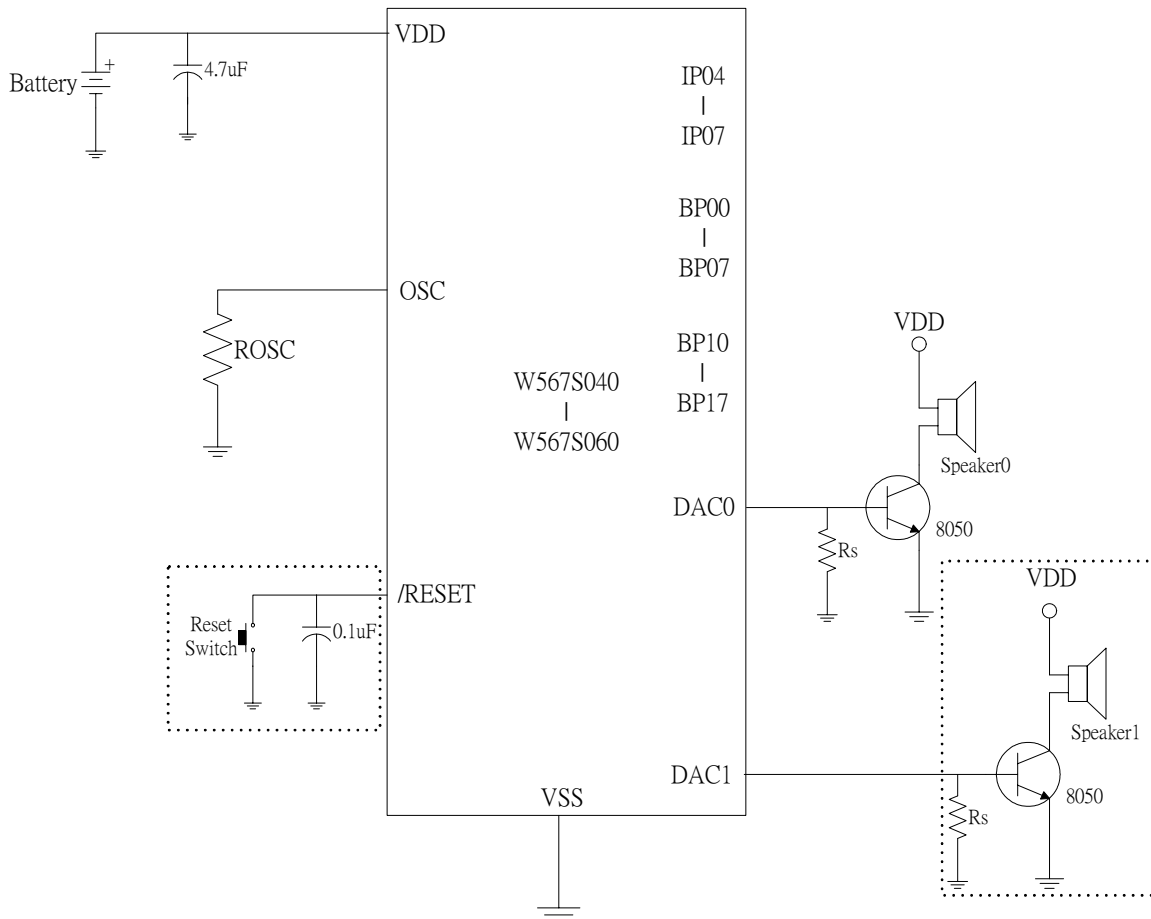 VDD
Battery
+
4.7uF
IP04
|
IP07
BP00
|
BP07
OSC
ROSC
BP10
|
BP17
VDD
W567S040
|
W567S060
Speaker0
DAC0
8050
Rs
/RESET
Reset
Switch
0.1uF
VDD
Speaker1
DAC1
8050
Rs
VSS